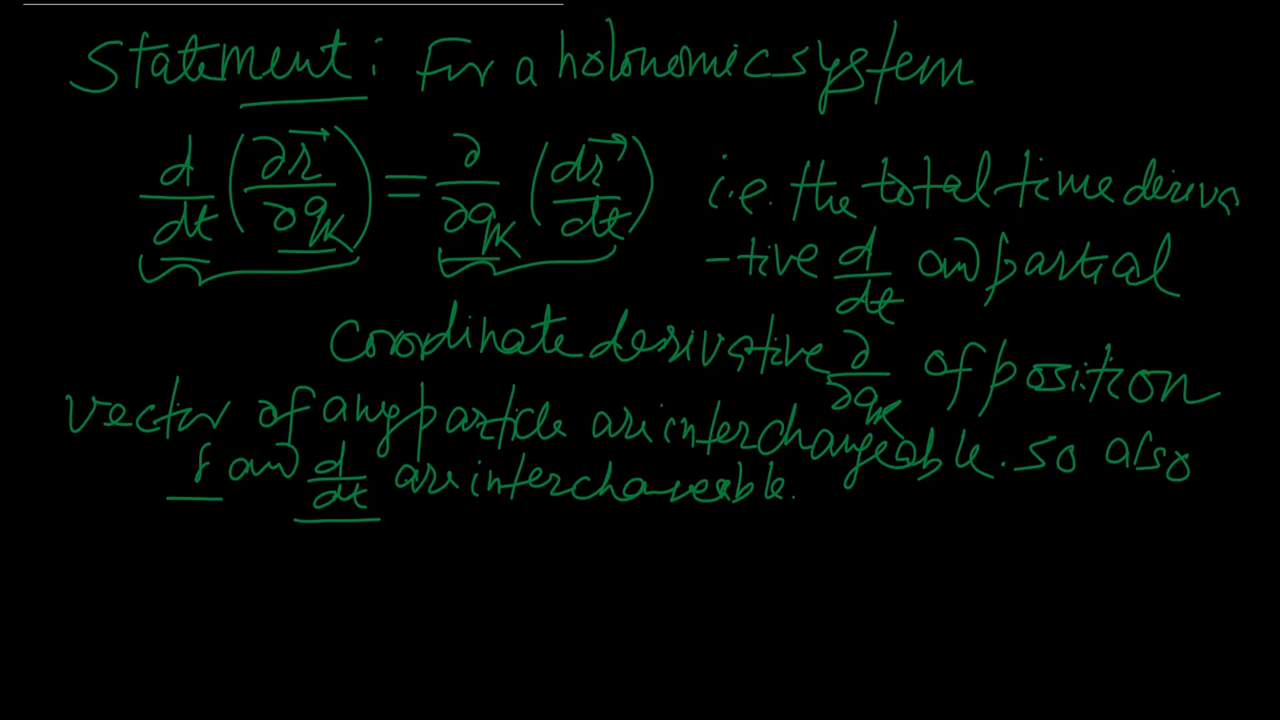 Statement: For a holonomic system
d/dt (∂r⃗/∂qK) = ∂/∂qK (dr⃗/dt) i.e. the total time deriva
-tive d/dt and partial
Coordinate derivative ∂/∂qK of position
vector of any particle are interchangeable. so also
δ and d/dt are interchangeable.